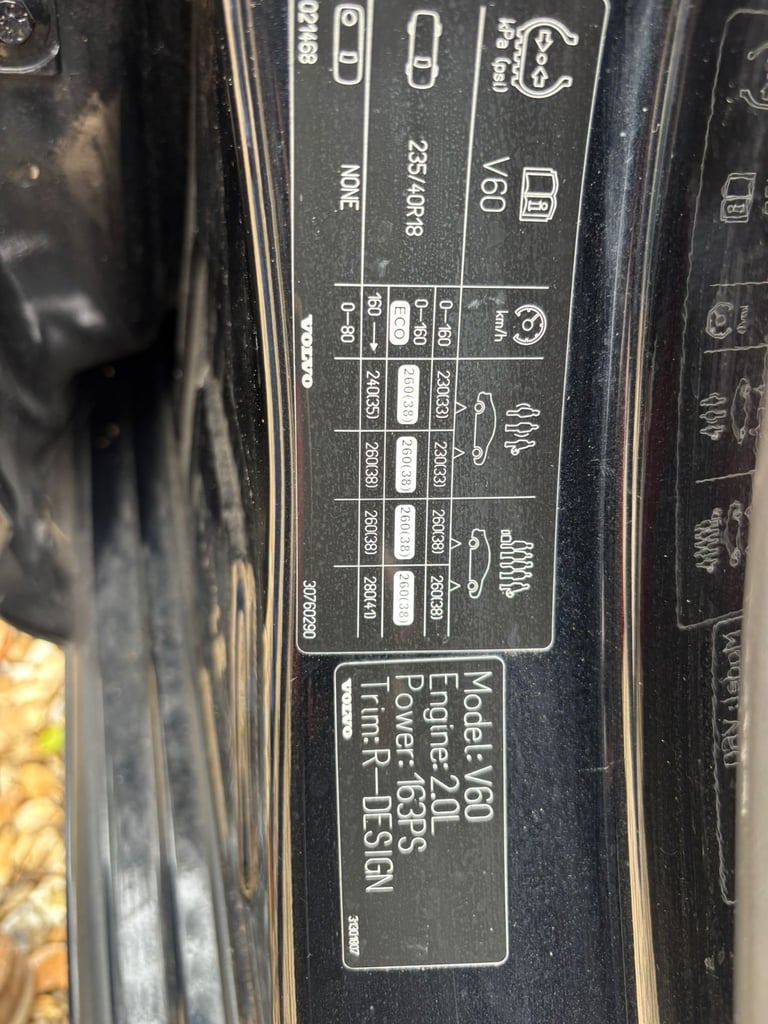 kPa (psi) km/h
V60
0–160 230(33) 230(33) 260(38) 260(38)
235/40R18 0–160 ECO 260(38) 260(38) 260(38) 260(38)
160 → 240(35) 260(38) 260(38) 280(41)
NONE 0–80
021468 VOLVO 30760290
Model: V60
Engine: 2.0L
Power: 163PS
Trim: R–DESIGN
VOLVO 31301807